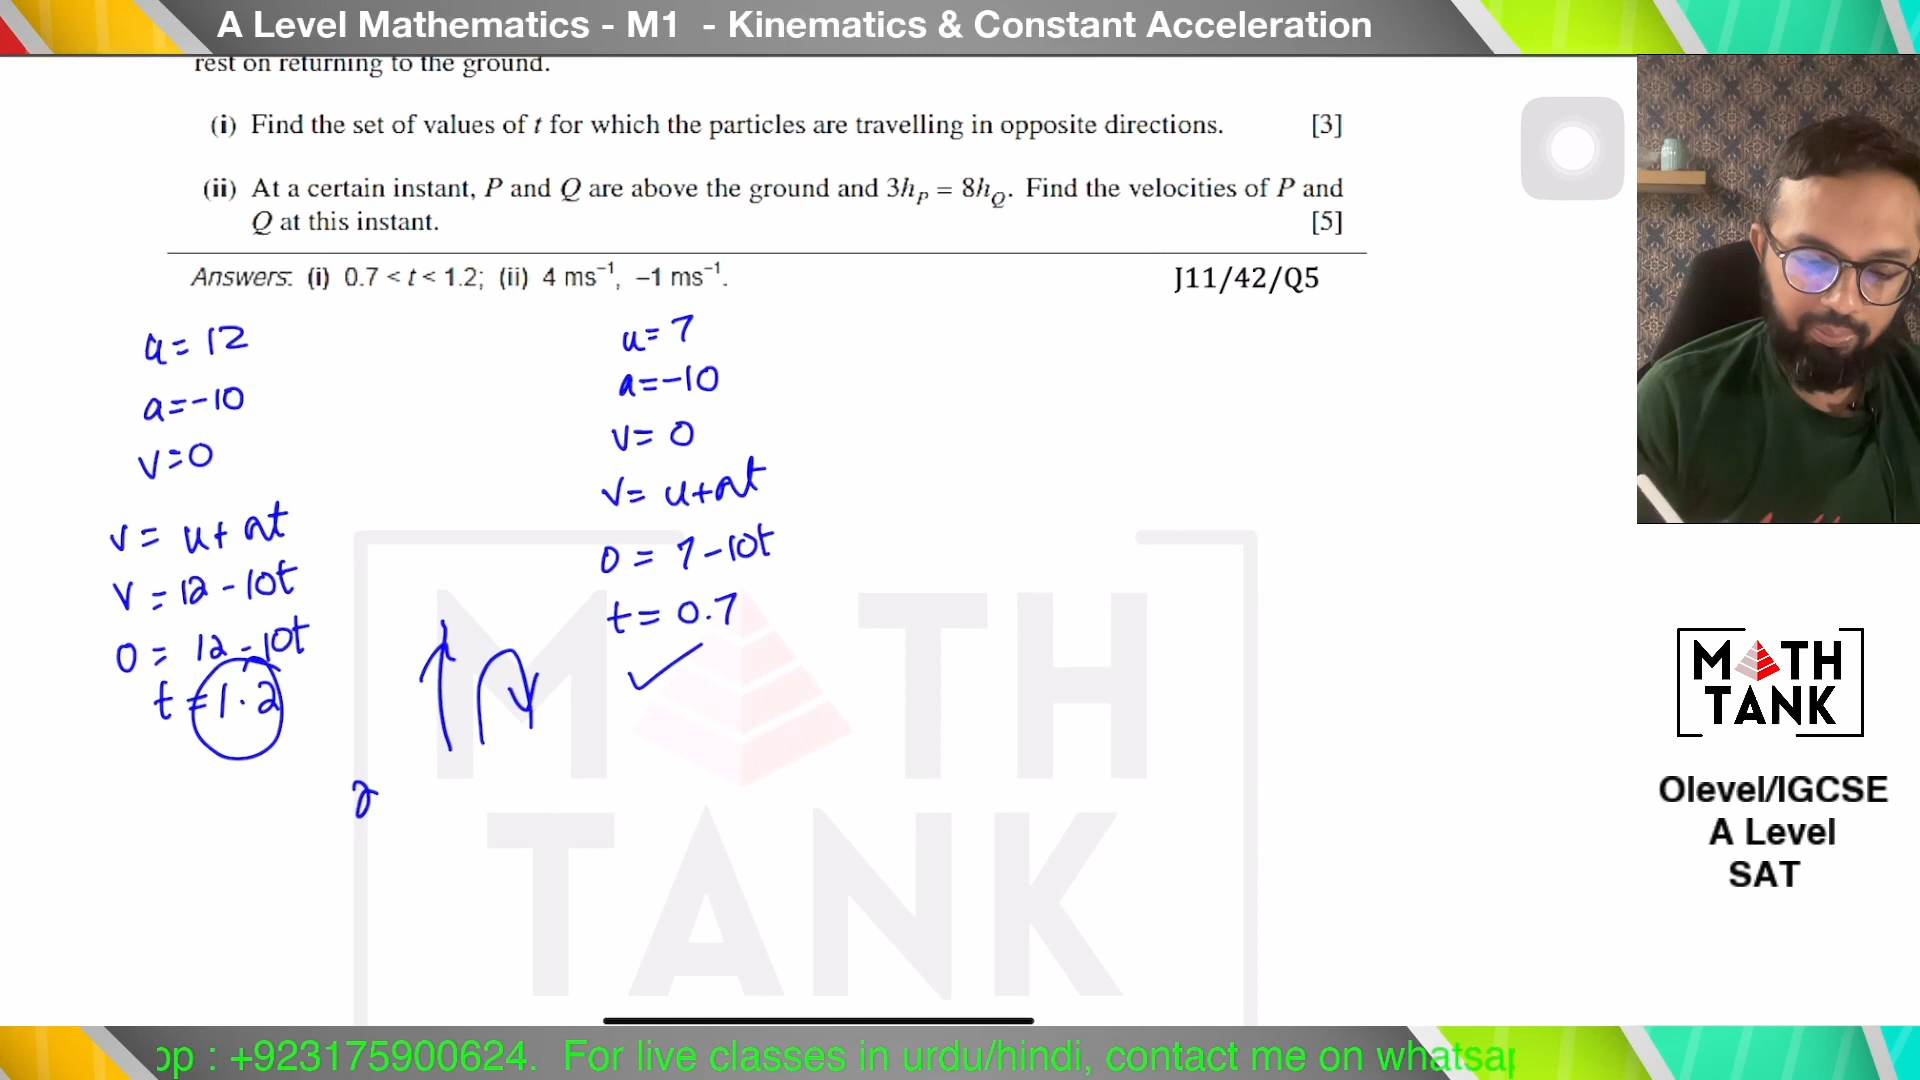 A Level Mathematics - M1 - Kinematics & Constant Acceleration
rest on returning to the ground.
(i) Find the set of values of t for which the particles are travelling in opposite directions. [3]
(ii) At a certain instant, P and Q are above the ground and 3h_P = 8h_Q. Find the velocities of P and
Q at this instant. [5]
Answers: (i) 0.7 < t < 1.2; (ii) 4 ms⁻¹, −1 ms⁻¹. J11/42/Q5
u = 12
a = -10
v = 0
v = u + at
v = 12 - 10t
0 = 12 - 10t
t = 1.2
u = 7
a = -10
v = 0
v = u + at
0 = 7 - 10t
t = 0.7
MATH
TANK
MATH
TANK
Olevel/IGCSE
A Level
SAT
pp : +923175900624. For live classes in urdu/hindi, contact me on whatsap